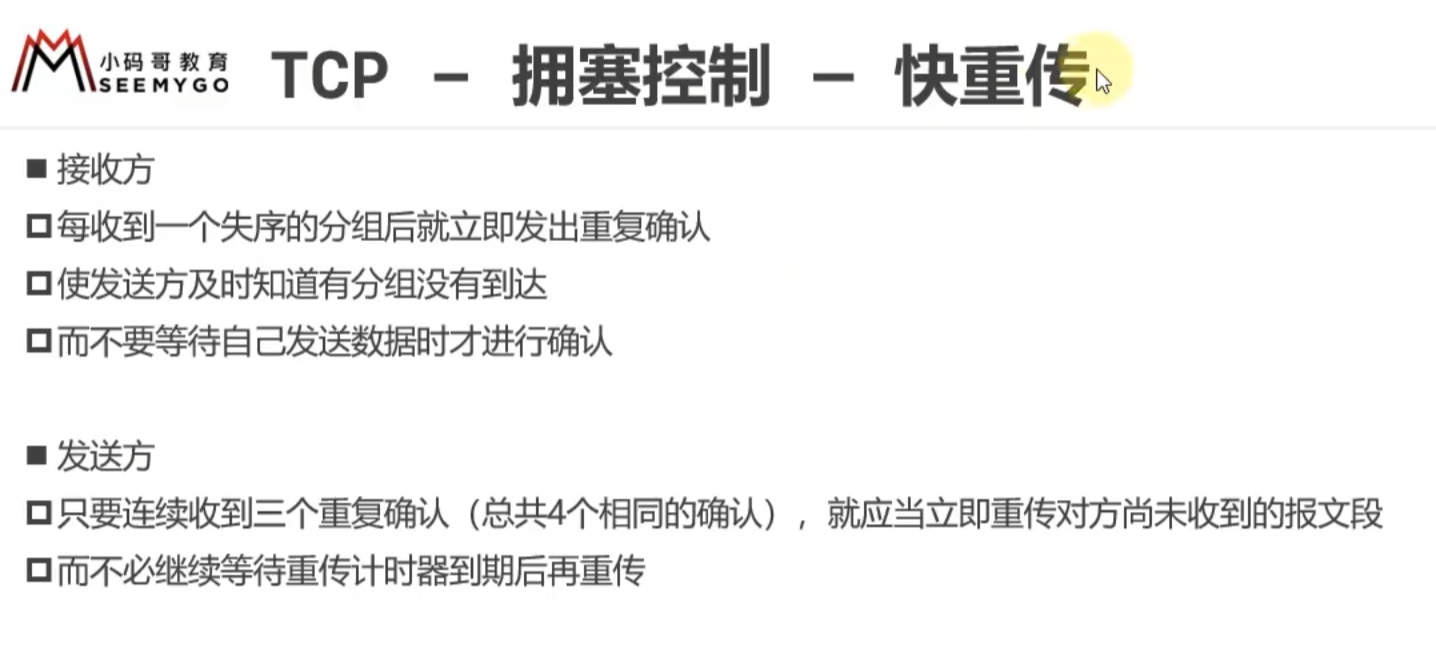 小码哥教育
SEEMYGO
TCP – 拥塞控制 – 快重传
■ 接收方
每收到一个失序的分组后就立即发出重复确认
使发送方及时知道有分组没有到达
而不要等待自己发送数据时才进行确认
■ 发送方
只要连续收到三个重复确认（总共4个相同的确认），就应当立即重传对方尚未收到的报文段
而不必继续等待重传计时器到期后再重传